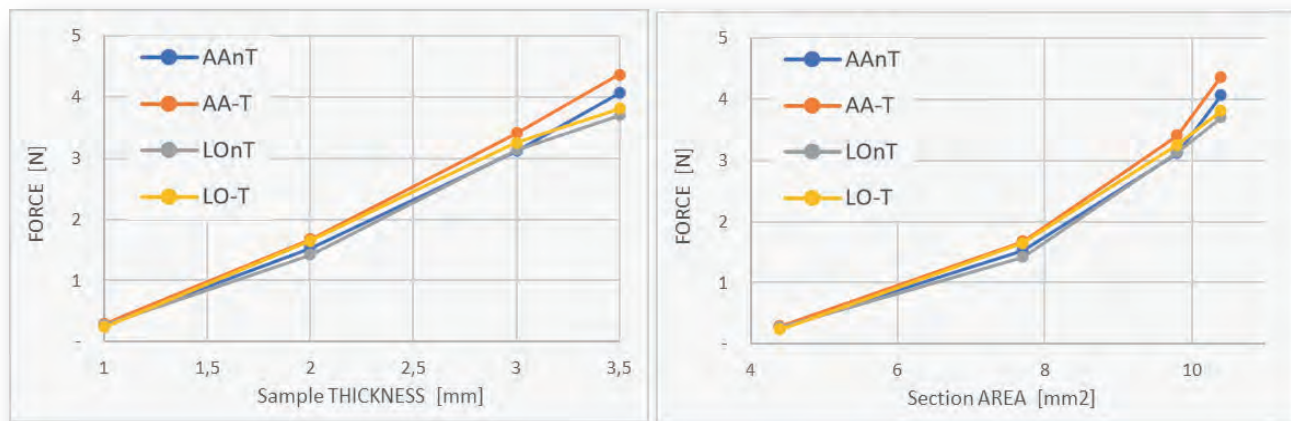 5
4
3
2
1
-
FORCE [N]
AAnT
AA-T
LOnT
LO-T
1
1,5
2
2,5
3
3,5
Sample THICKNESS [mm]
5
4
3
2
1
-
FORCE [N]
AAnT
AA-T
LOnT
LO-T
4
6
8
10
Section AREA [mm2]